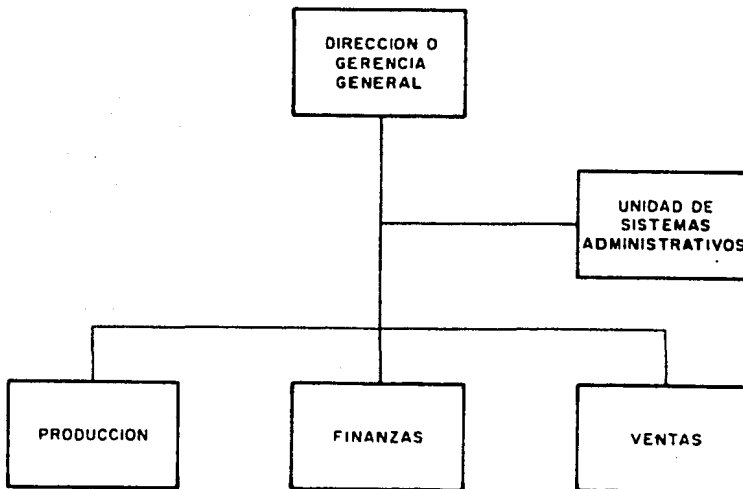 DIRECCION O
GERENCIA
GENERAL
UNIDAD DE
SISTEMAS
ADMINISTRATIVOS
PRODUCCION
FINANZAS
VENTAS